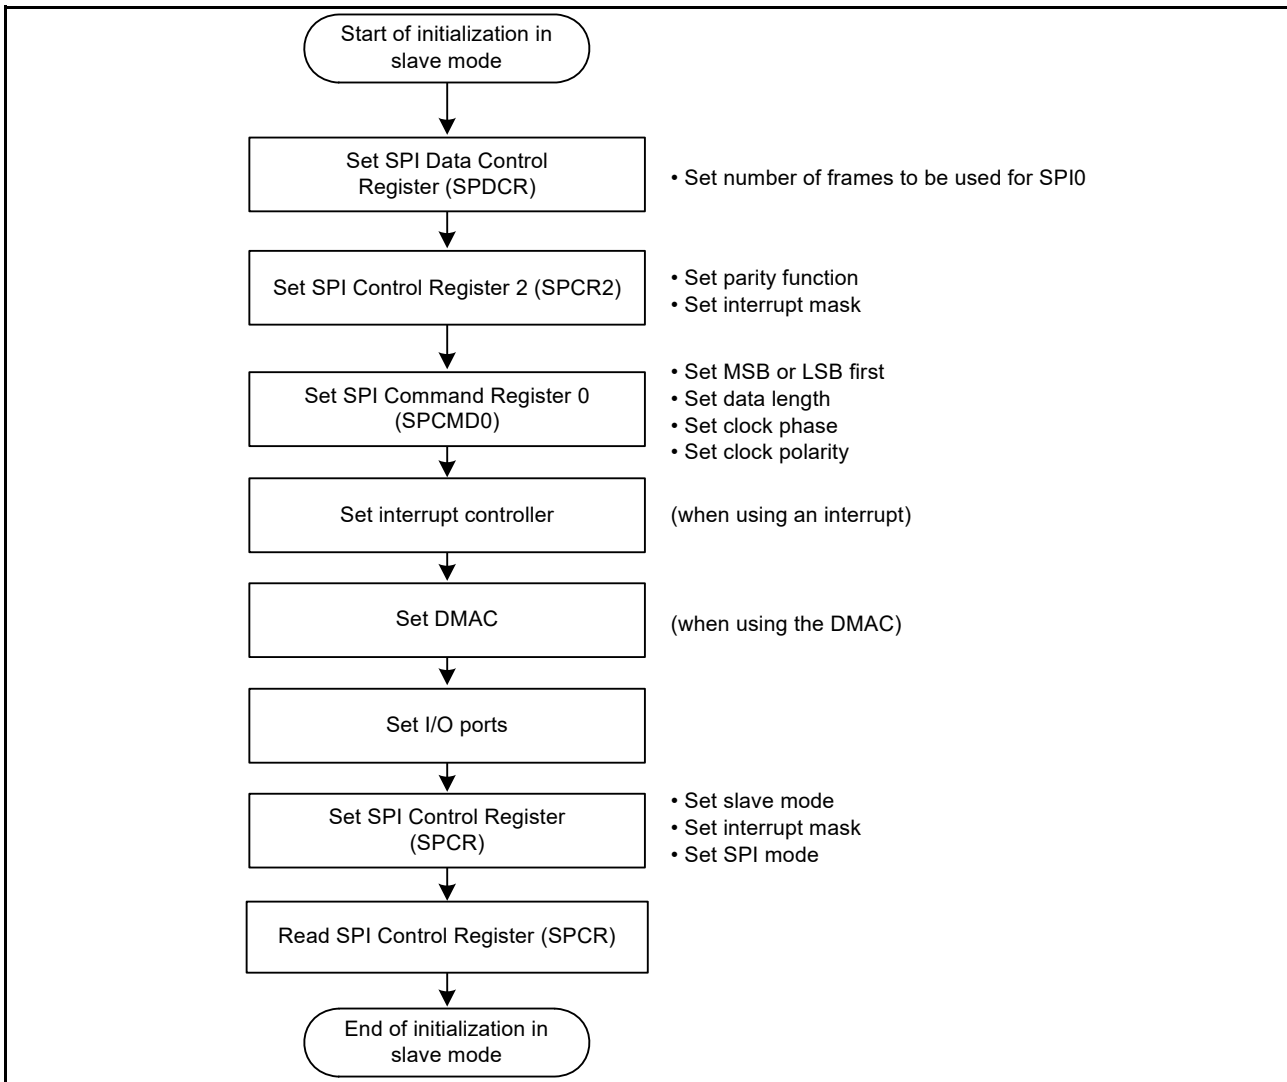 Start of initialization in
slave mode
Set SPI Data Control
Register (SPDCR)
• Set number of frames to be used for SPI0
Set SPI Control Register 2 (SPCR2)
• Set parity function
• Set interrupt mask
Set SPI Command Register 0
(SPCMD0)
• Set MSB or LSB first
• Set data length
• Set clock phase
• Set clock polarity
Set interrupt controller
(when using an interrupt)
Set DMAC
(when using the DMAC)
Set I/O ports
Set SPI Control Register
(SPCR)
• Set slave mode
• Set interrupt mask
• Set SPI mode
Read SPI Control Register (SPCR)
End of initialization in
slave mode